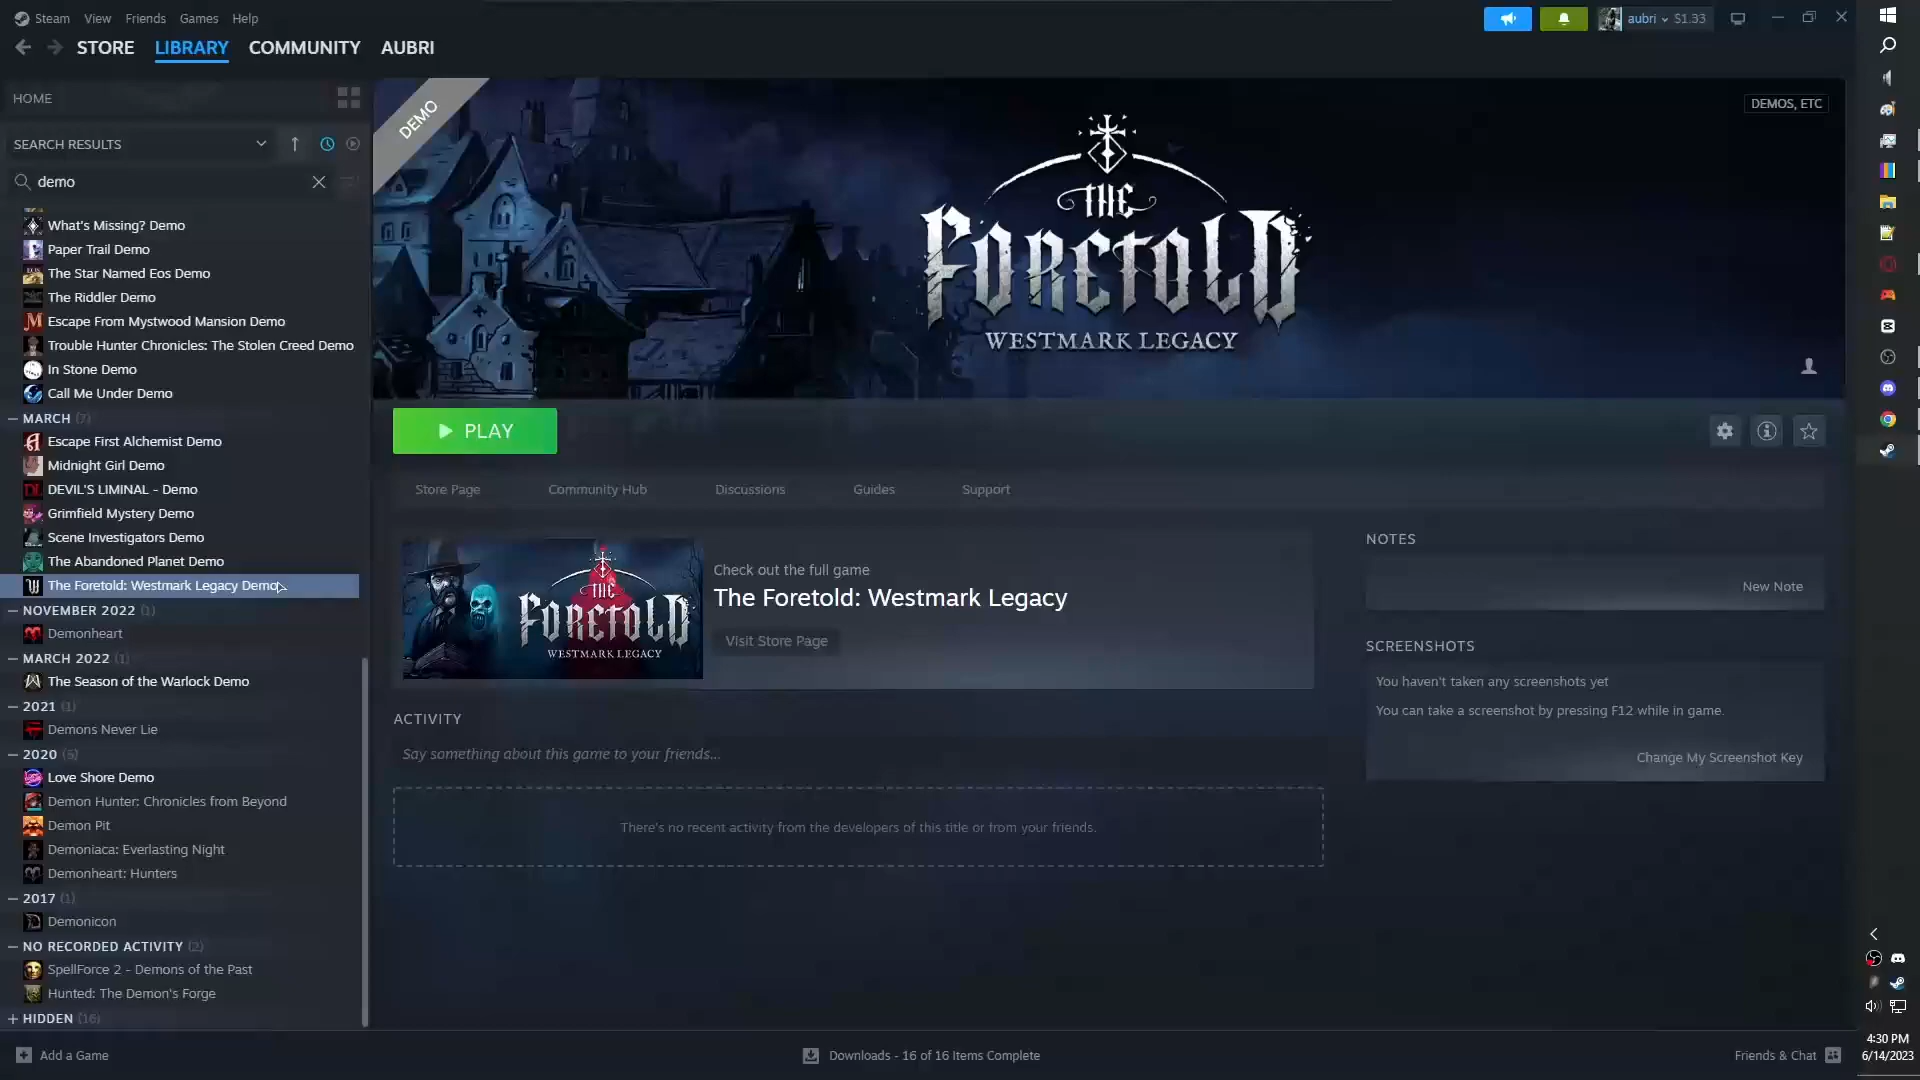 Steam View Friends Games Help
aubri $1.33
STORE LIBRARY COMMUNITY AUBRI
HOME
SEARCH RESULTS
demo
What's Missing? Demo
Paper Trail Demo
The Star Named Eos Demo
The Riddler Demo
Escape From Mystwood Mansion Demo
Trouble Hunter Chronicles: The Stolen Creed Demo
In Stone Demo
Call Me Under Demo
MARCH (7)
Escape First Alchemist Demo
Midnight Girl Demo
DEVIL'S LIMINAL - Demo
Grimfield Mystery Demo
Scene Investigators Demo
The Abandoned Planet Demo
The Foretold: Westmark Legacy Demo
NOVEMBER 2022 (1)
Demonheart
MARCH 2022 (1)
The Season of the Warlock Demo
2021 (1)
Demons Never Lie
2020 (5)
Love Shore Demo
Demon Hunter: Chronicles from Beyond
Demon Pit
Demoniaca: Everlasting Night
Demonheart: Hunters
2017 (1)
Demonicon
NO RECORDED ACTIVITY (2)
SpellForce 2 - Demons of the Past
Hunted: The Demon's Forge
HIDDEN (16)
Add a Game
DEMO
DEMOS, ETC
THE
FORETOLD
WESTMARK LEGACY
PLAY
Store Page Community Hub Discussions Guides Support
THE
FORETOLD
WESTMARK LEGACY
Check out the full game
The Foretold: Westmark Legacy
Visit Store Page
ACTIVITY
Say something about this game to your friends...
There's no recent activity from the developers of this title or from your friends.
NOTES
New Note
SCREENSHOTS
You haven't taken any screenshots yet
You can take a screenshot by pressing F12 while in game.
Change My Screenshot Key
Downloads - 16 of 16 Items Complete
Friends & Chat
4:30 PM
6/14/2023